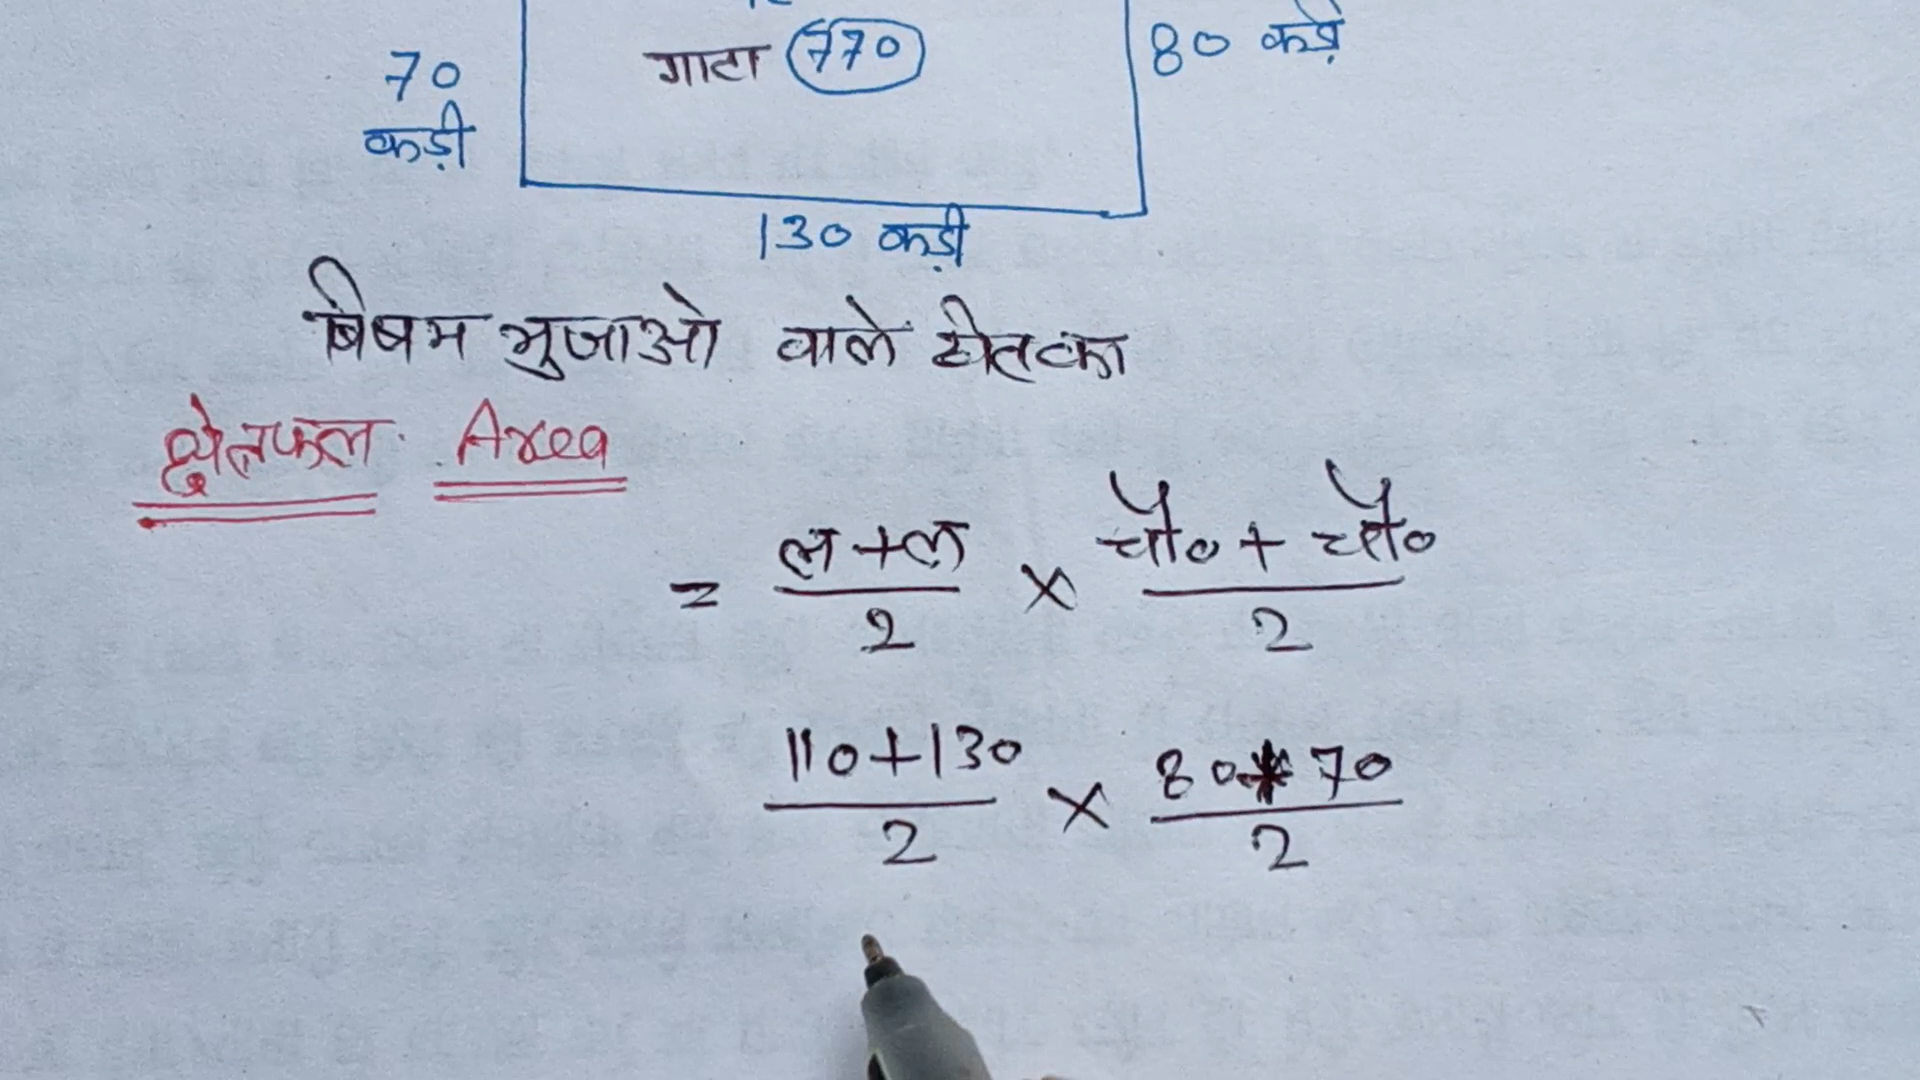 गाटा 770
70 कड़ी
80 कड़ी
130 कड़ी
बिषम भुजाओ वाले खेत का
क्षेत्रफल Area
= ल+ल/2 × चौ०+चौ०/2
110+130/2 × 80+70/2